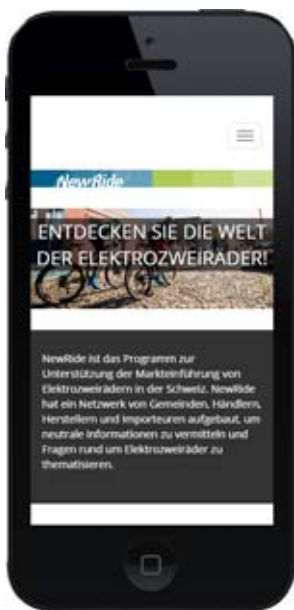 NewRide
ENTDECKEN SIE DIE WELT
DER ELEKTROZWEIRÄDER!
NewRide ist das Programm zur
Unterstützung der Markteinführung von
Elektrozweirädern in der Schweiz. NewRide
hat ein Netzwerk von Gemeinden, Händlern,
Herstellern und Importeuren aufgebaut, um
neutrale Informationen zu vermitteln und
Fragen rund um Elektrozweiräder zu
thematisieren.